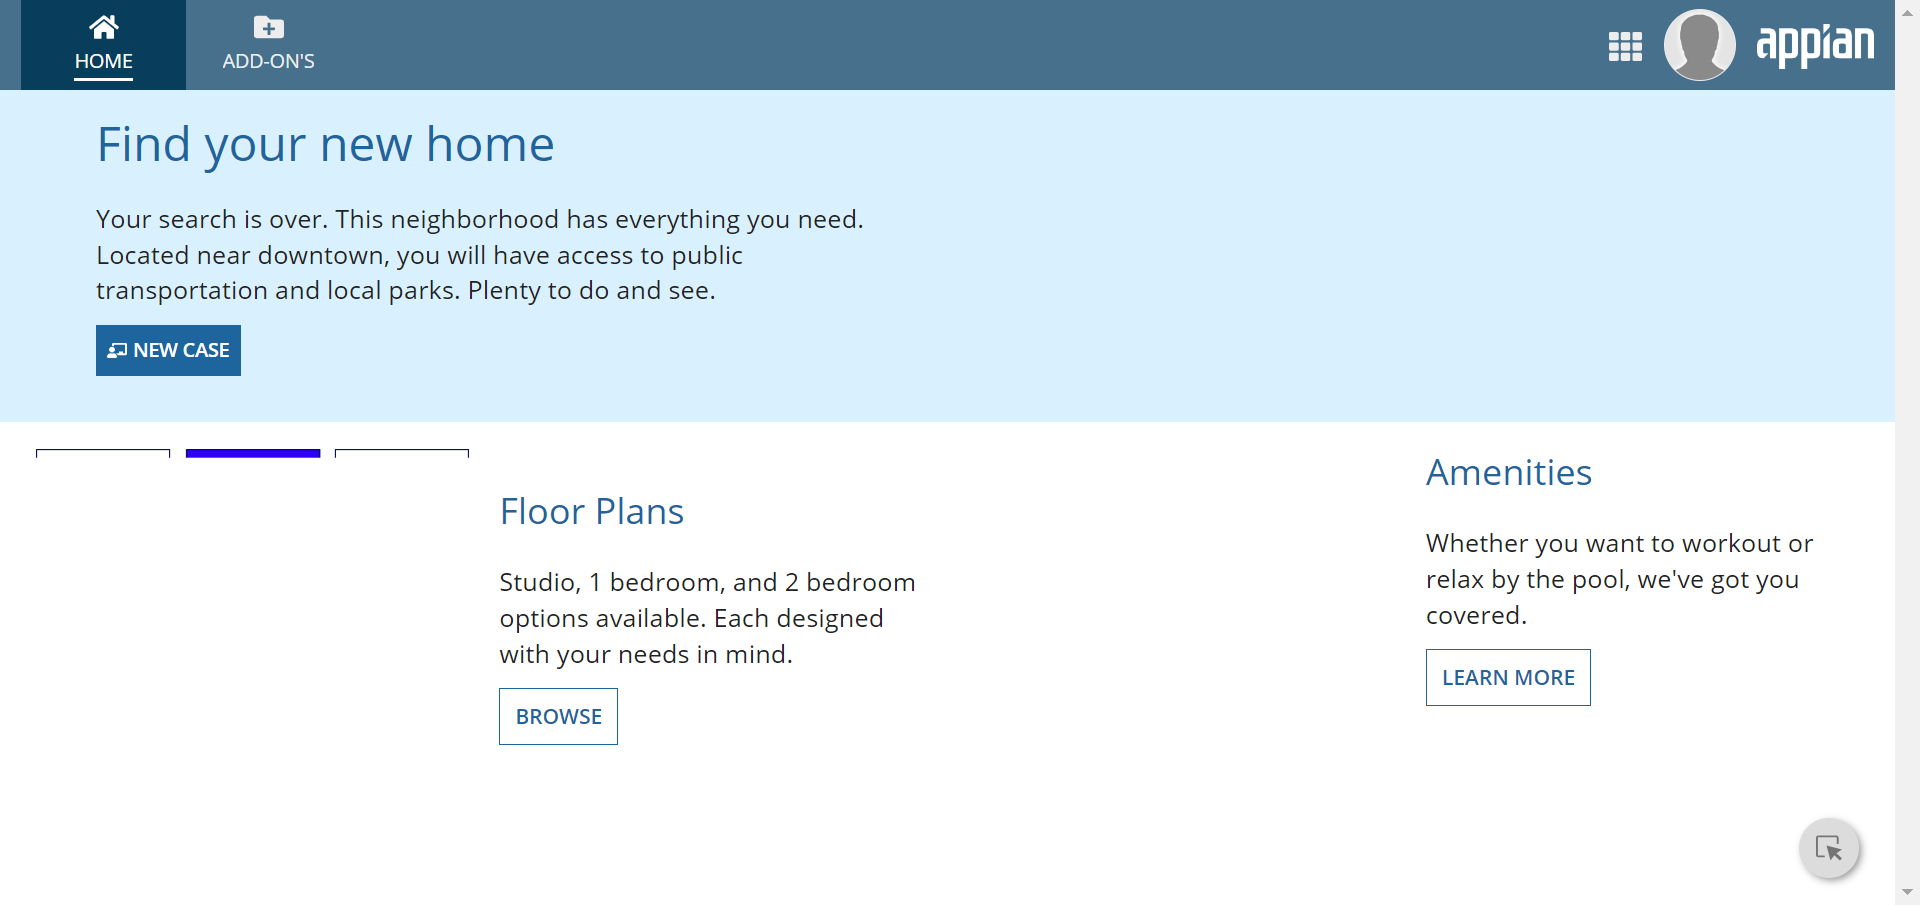 HOME
ADD-ON'S
appian
Find your new home
Your search is over. This neighborhood has everything you need.
Located near downtown, you will have access to public
transportation and local parks. Plenty to do and see.
NEW CASE
Floor Plans
Studio, 1 bedroom, and 2 bedroom
options available. Each designed
with your needs in mind.
BROWSE
Amenities
Whether you want to workout or
relax by the pool, we've got you
covered.
LEARN MORE